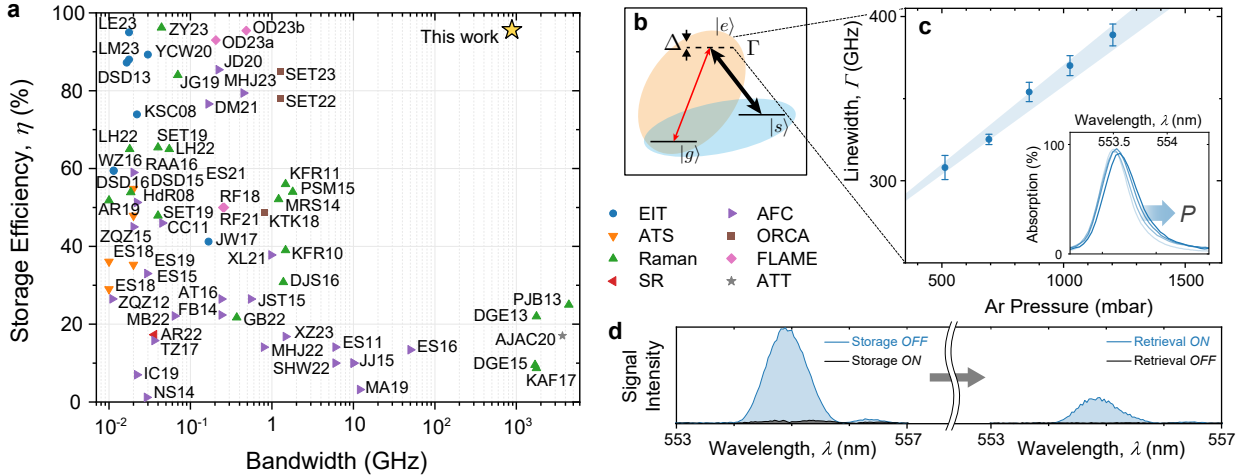 a
Storage Efficiency, η (%)
100
80
60
40
20
0
10⁻²
10⁻¹
10⁰
10¹
10²
10³
Bandwidth (GHz)
This work
LE23
ZY23
OD23b
OD23a
LM23
YCW20
DSD13
JD20
JG19
MHJ23
SET23
DM21
SET22
KSC08
LH22
SET19
LH22
WZ16
RAA16
ES21
KFR11
DSD16
DSD15
PSM15
HdR08
RF18
MRS14
AR19
SET19
RF21
KTK18
CC11
ZQZ15
JW17
ES18
ES19
XL21
KFR10
ES15
ES18
DJS16
ZQZ12
AT16
JST15
PJB13
MB22
FB14
GB22
DGE13
AR22
XZ23
AJAC20
TZ17
MHJ22
ES11
ES16
SHW22
JJ15
DGE15
IC19
MA19
KAF17
NS14
b
|e⟩
Δ
Γ
|s⟩
|g⟩
EIT
ATS
Raman
SR
AFC
ORCA
FLAME
ATT
c
Linewidth, Γ (GHz)
400
300
500
1000
1500
Ar Pressure (mbar)
Wavelength, λ (nm)
553.5
554
Absorption (%)
100
0
P
d
Signal
Intensity
Storage OFF
Storage ON
Retrieval ON
Retrieval OFF
553
557
553
557
Wavelength, λ (nm)
Wavelength, λ (nm)